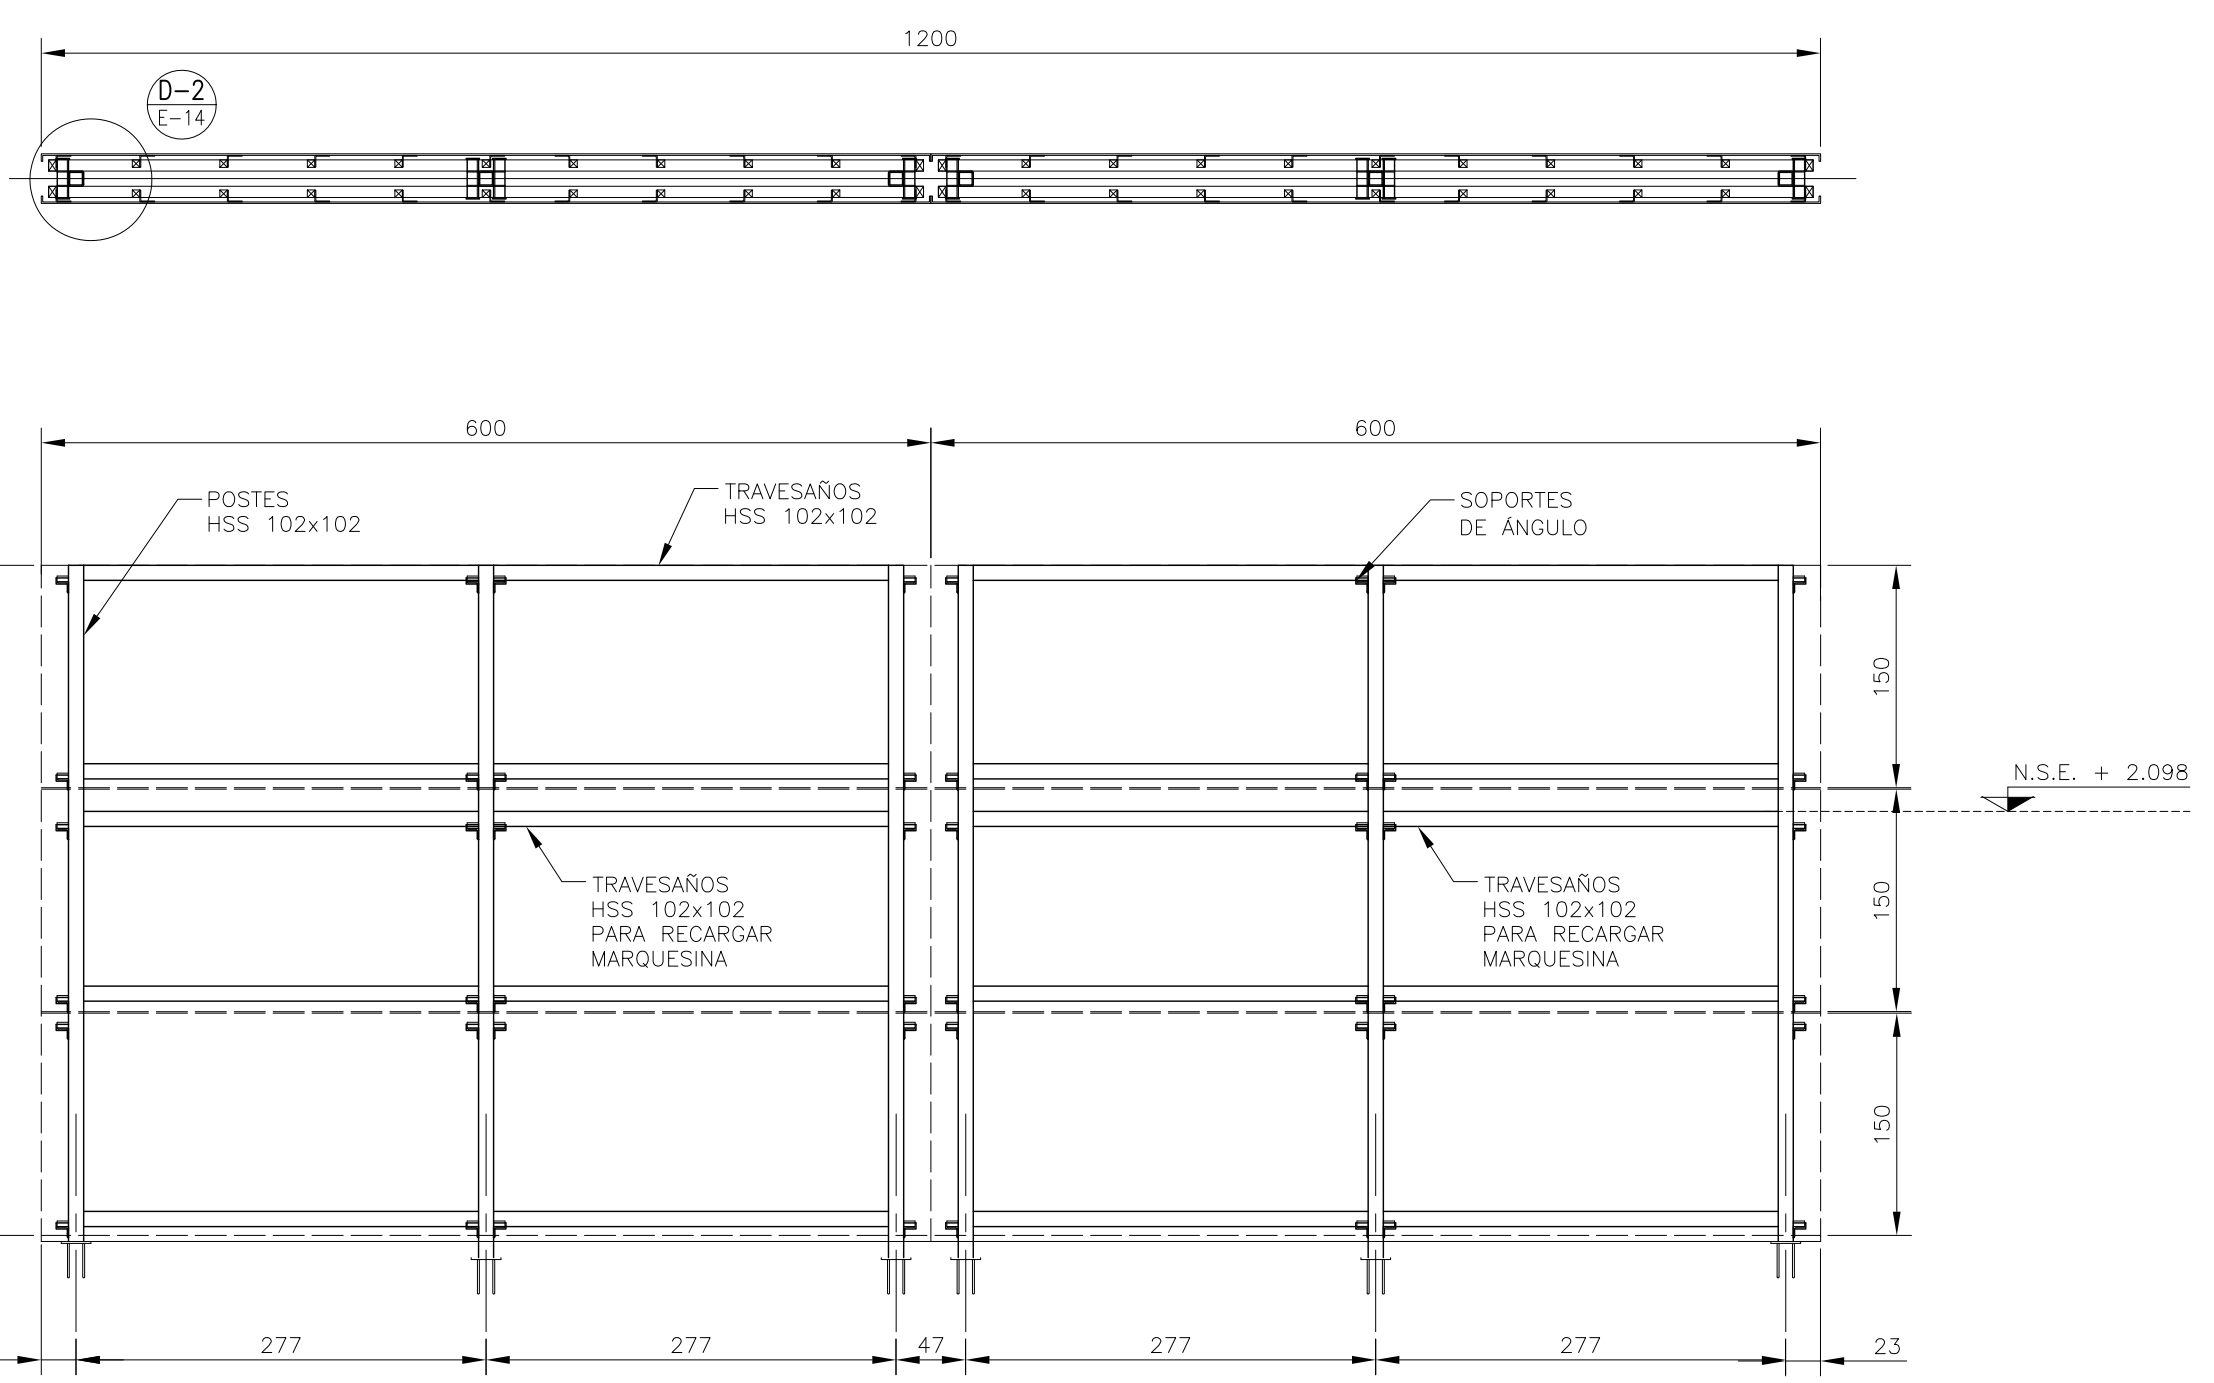 1200
D-2
E-14
600
600
POSTES
HSS 102x102
TRAVESAÑOS
HSS 102x102
SOPORTES
DE ÁNGULO
150
N.S.E. + 2.098
TRAVESAÑOS
HSS 102x102
PARA RECARGAR
MARQUESINA
TRAVESAÑOS
HSS 102x102
PARA RECARGAR
MARQUESINA
150
150
277
277
47
277
277
23